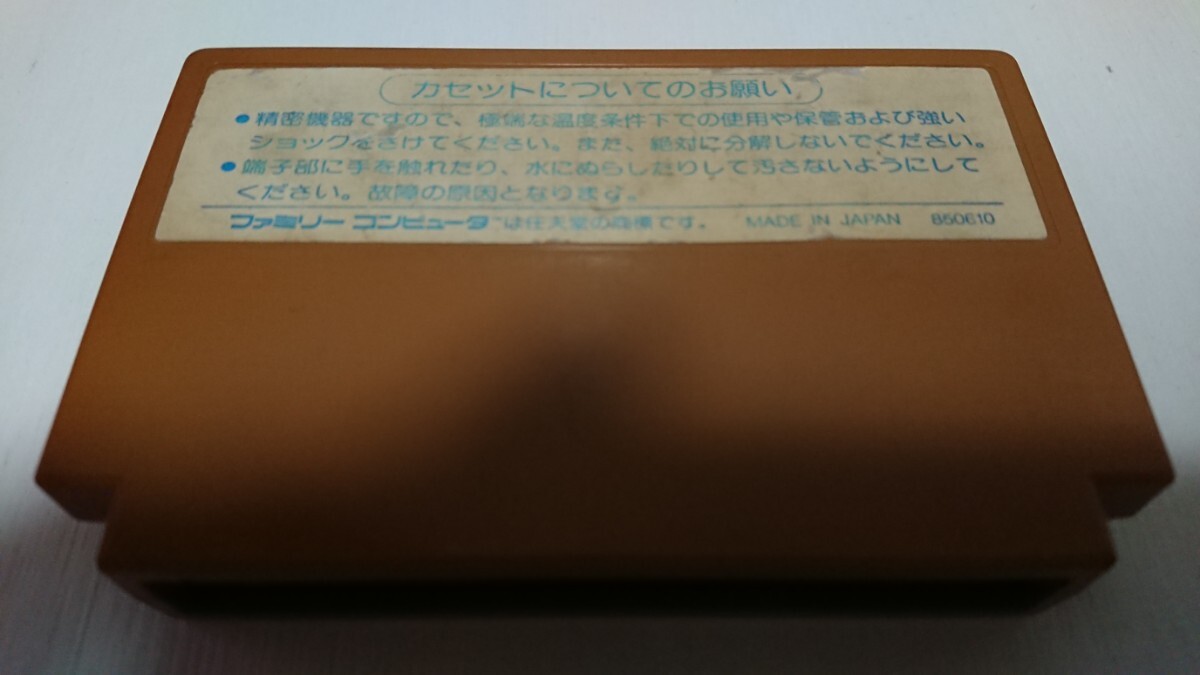 カセットについてのお願い
●精密機器ですので、極端な温度条件下での使用や保管および強い
ショックをさけてください。また、絶対に分解しないでください。
●端子部に手を触れたり、水にぬらしたりして汚さないようにして
ください。故障の原因となります。
ファミリー コンピュータ™は任天堂の商標です。 MADE IN JAPAN 850610